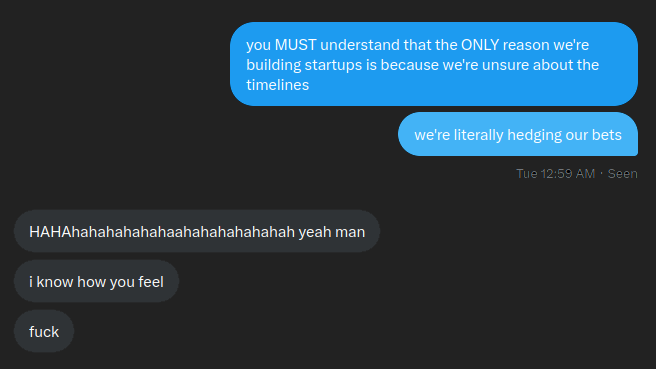 you MUST understand that the ONLY reason we're
building startups is because we're unsure about the
timelines
we're literally hedging our bets
Tue 12:59 AM · Seen
HAHAhahahahahahaahahahahahahah yeah man
i know how you feel
fuck